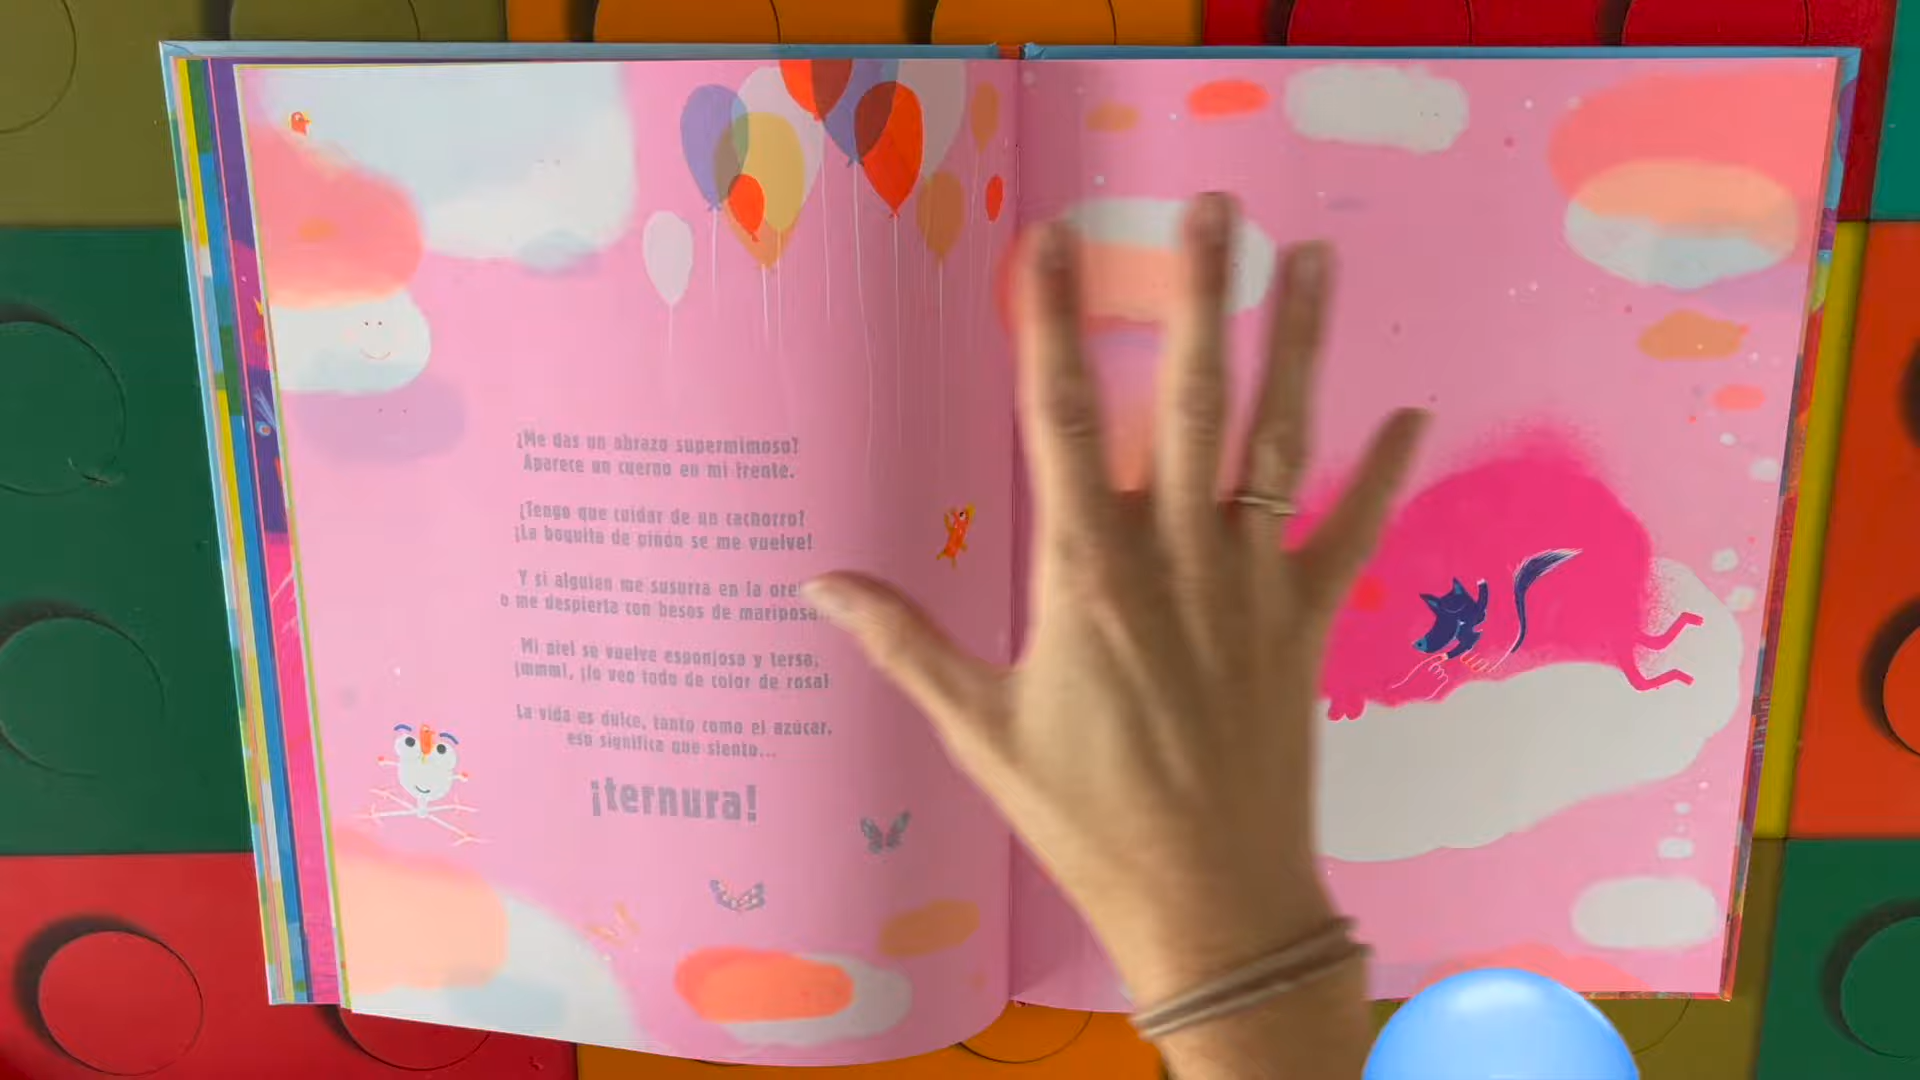 ¿Me das un abrazo supermimoso?
Aparece un cuerno en mi frente.
¿Tengo que cuidar de un cachorro?
¡La boquita de piñón se me vuelve!
Y si alguien me susurra en la
o me despierta con besos de mariposa
Mi piel se vuelve esponjosa y tersa,
¡mmm!, ¡lo veo todo de color de rosa!
La vida es dulce, tanto como el azúcar,
eso significa que siento...
¡ternura!